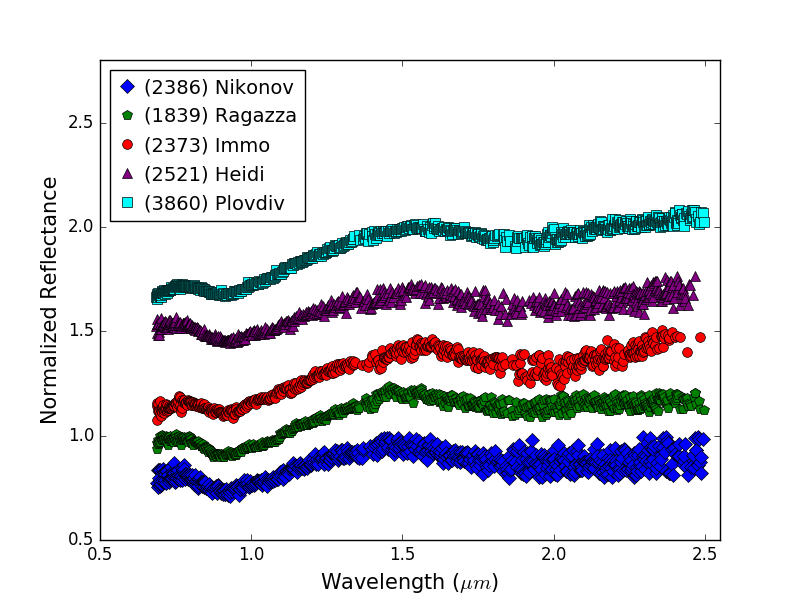 (2386) Nikonov
(1839) Ragazza
(2373) Immo
(2521) Heidi
(3860) Plovdiv
Normalized Reflectance
2.5
2.0
1.5
1.0
0.5
0.5 1.0 1.5 2.0 2.5
Wavelength (μm)